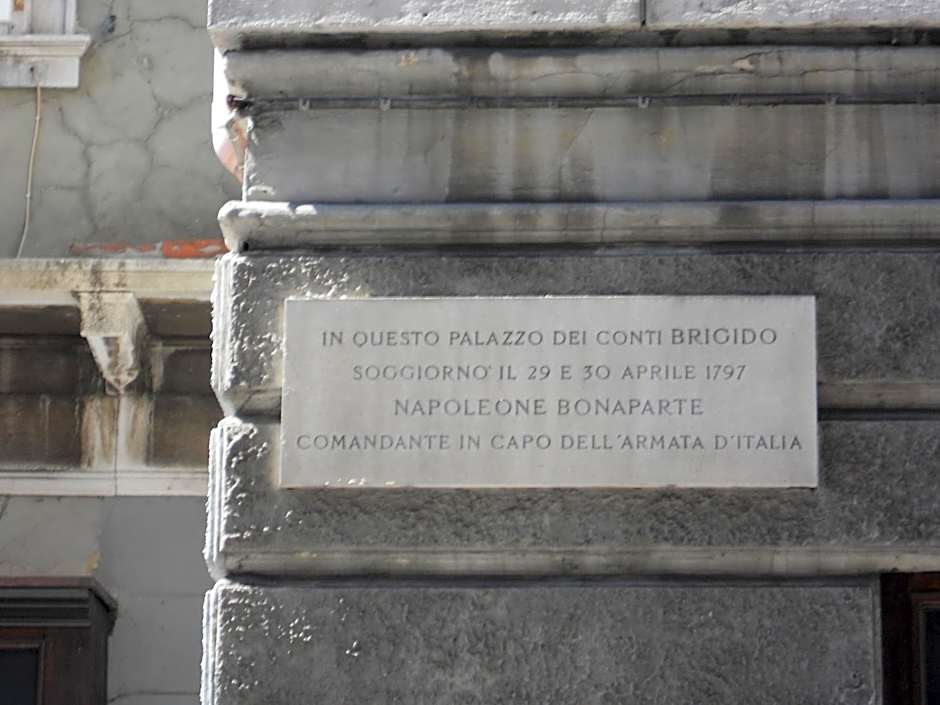 IN QUESTO PALAZZO DEI CONTI BRIGIDO
SOGGIORNO' IL 29 E 30 APRILE 1797
NAPOLEONE BONAPARTE
COMANDANTE IN CAPO DELL'ARMATA D'ITALIA